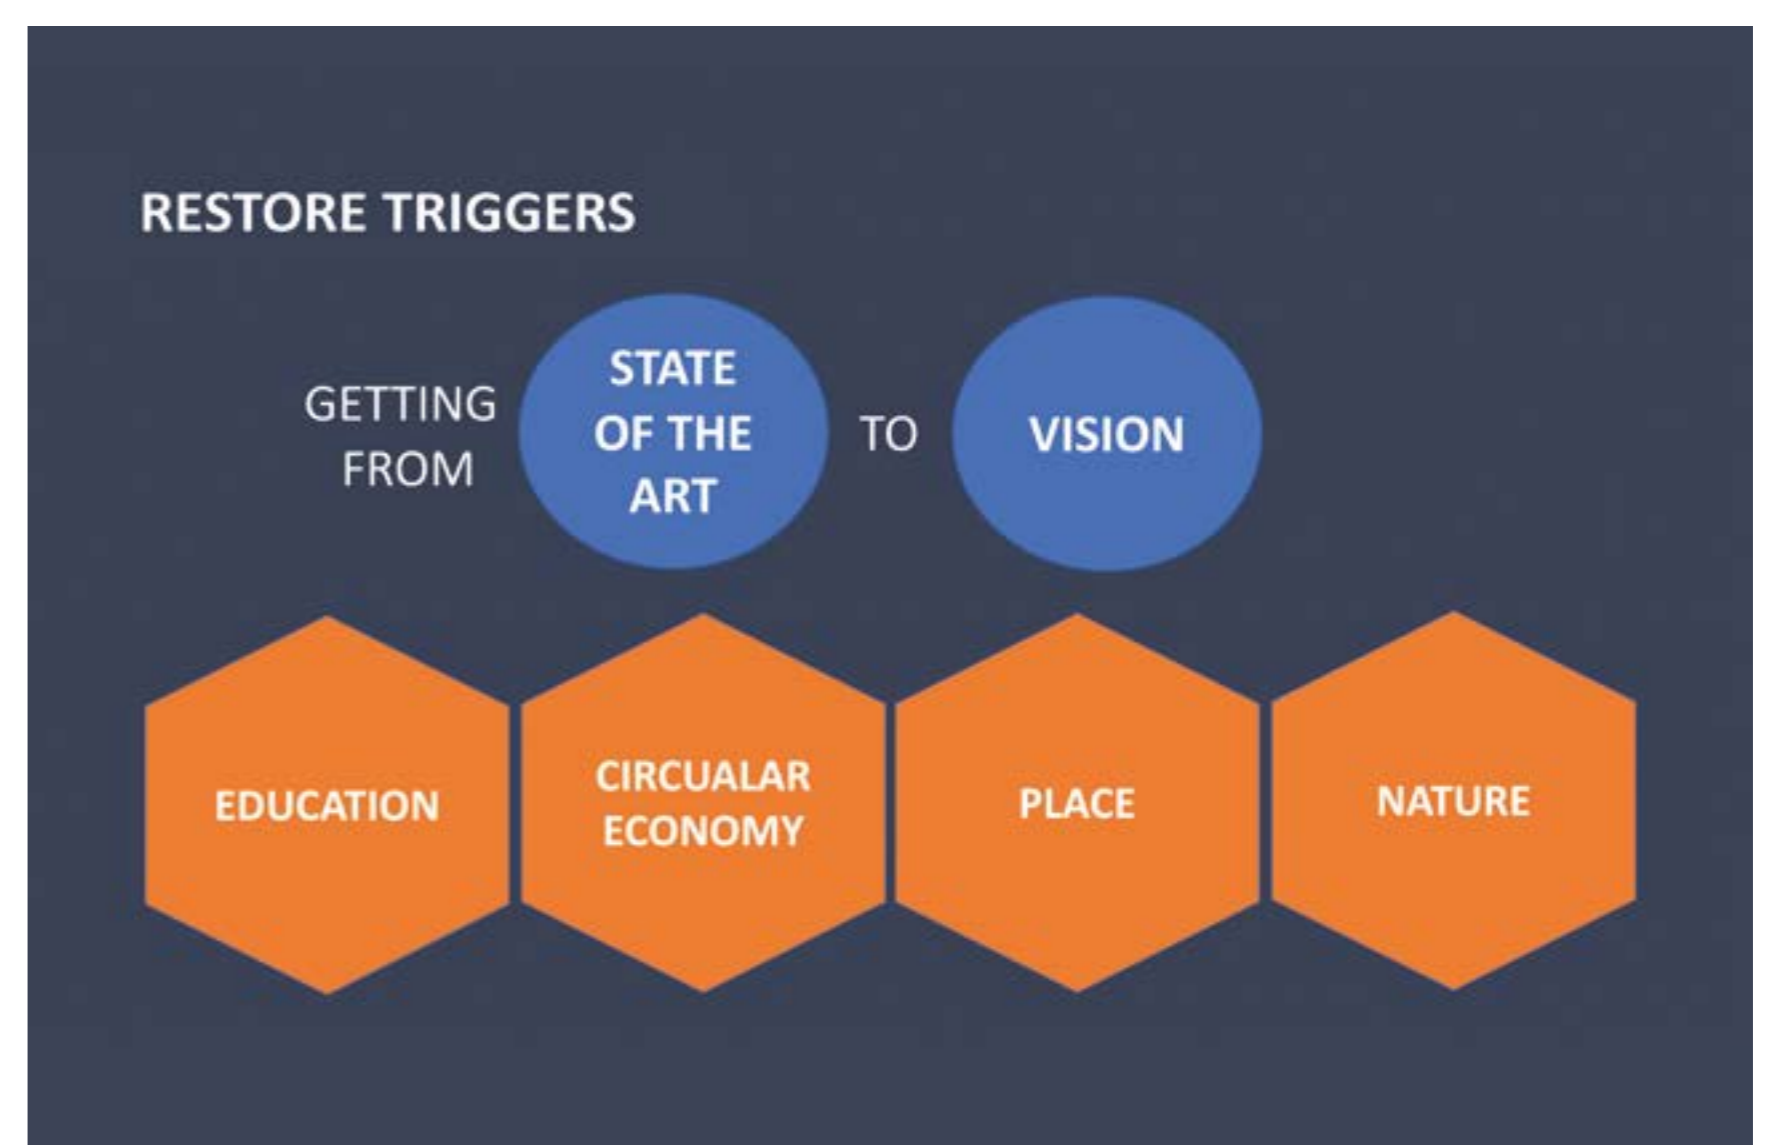 RESTORE TRIGGERS
GETTING
FROM
STATE
OF THE
ART
TO
VISION
EDUCATION
CIRCUALAR
ECONOMY
PLACE
NATURE